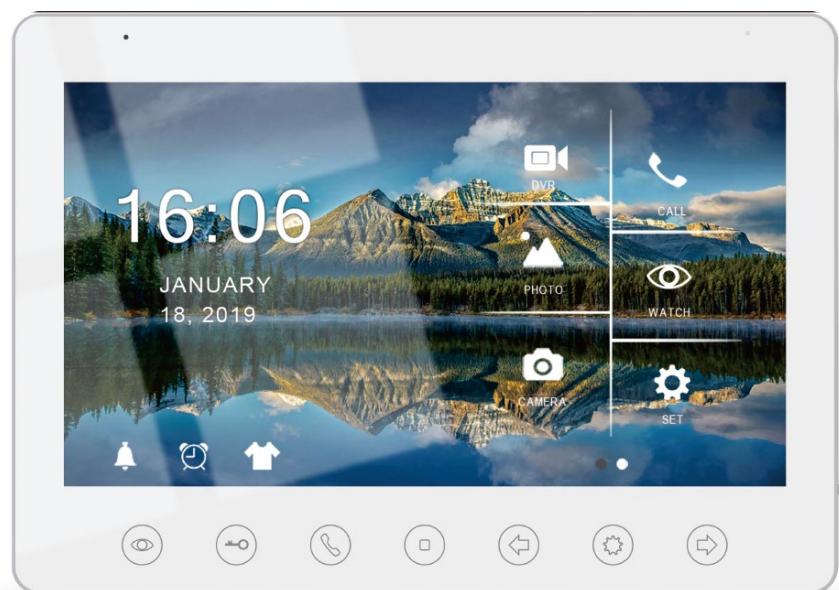 16:06
JANUARY
18, 2019
DVR
PHOTO
CAMERA
CALL
WATCH
SET